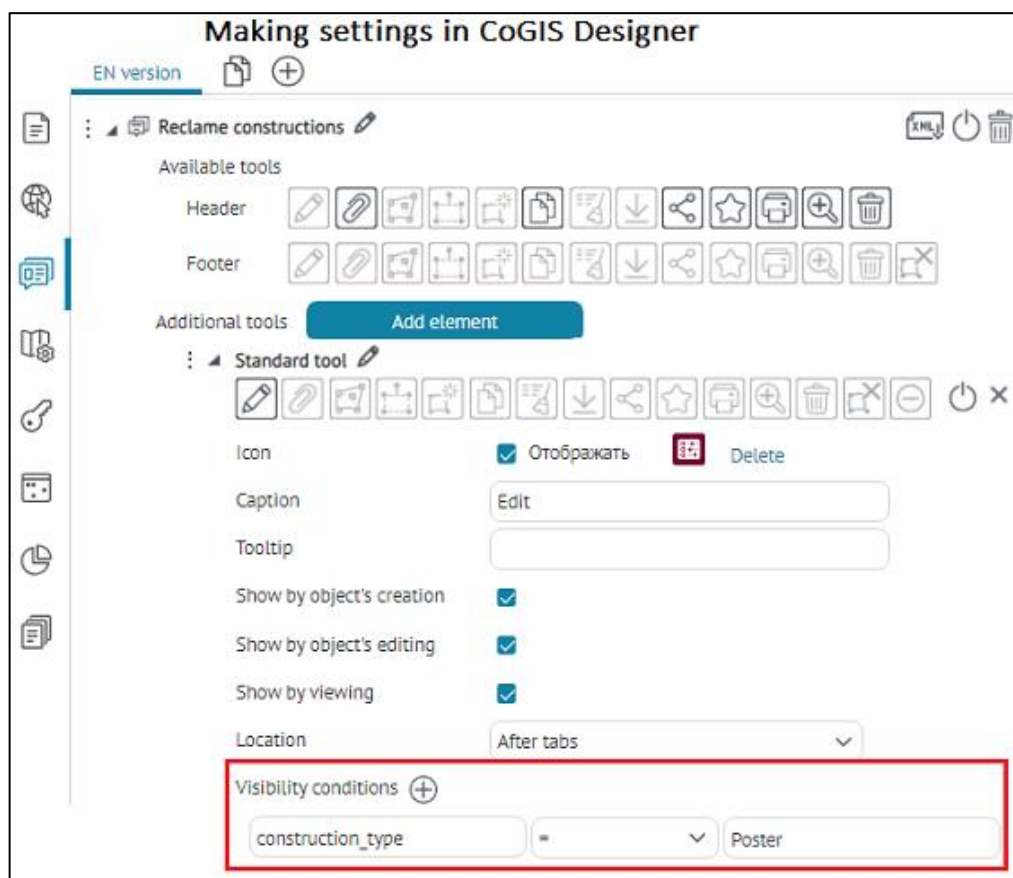 Making settings in CoGIS Designer
EN version
Reclame constructions
XML
Available tools
Header
Footer
Additional tools
Add element
Standard tool
Icon
Отображать
Delete
Caption
Edit
Tooltip
Show by object's creation
Show by object's editing
Show by viewing
Location
After tabs
Visibility conditions
construction_type
=
Poster